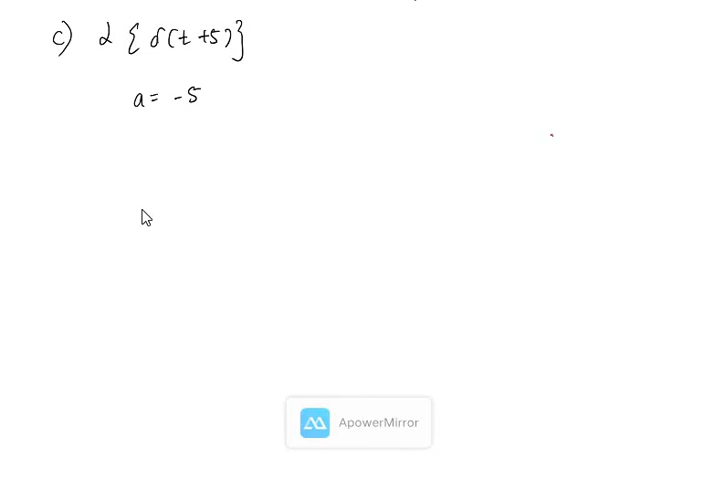 c) ℒ { δ(t +5)}
a = -5
ApowerMirror